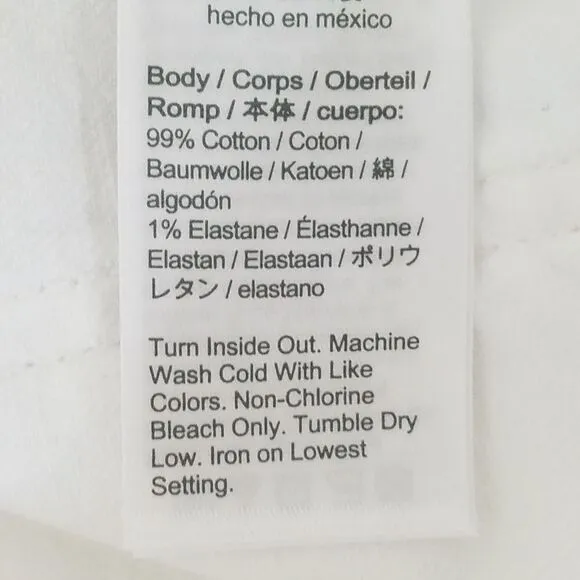 hecho en méxico
Body / Corps / Oberteil /
Romp / 本体 / cuerpo:
99% Cotton / Coton /
Baumwolle / Katoen / 綿 /
algodón
1% Elastane / Élasthanne /
Elastan / Elastaan / ポリウ
レタン / elastano
Turn Inside Out. Machine
Wash Cold With Like
Colors. Non-Chlorine
Bleach Only. Tumble Dry
Low. Iron on Lowest
Setting.